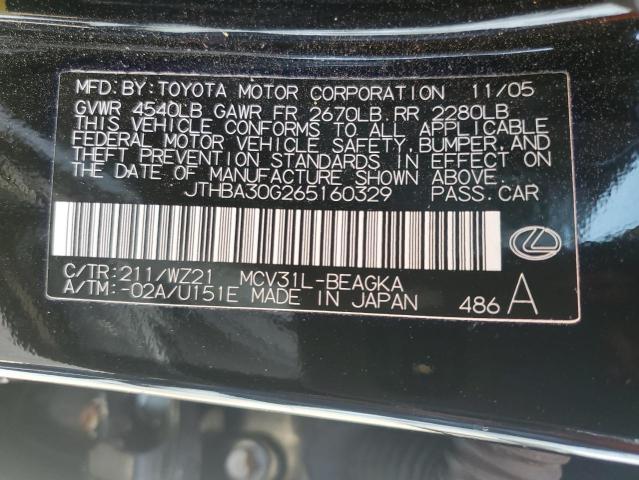 MFD. BY: TOYOTA MOTOR CORPORATION 11/05
GVWR 4540LB GAWR FR 2670LB RR 2280LB
THIS VEHICLE CONFORMS TO ALL APPLICABLE
FEDERAL MOTOR VEHICLE SAFETY, BUMPER, AND
THEFT PREVENTION STANDARDS IN EFFECT ON
THE DATE OF MANUFACTURE SHOWN ABOVE.
JTHBA30G265160329 PASS. CAR
C/TR: 211/WZ21 MCV31L-BEAGKA
A/TM: -02A/U151E MADE IN JAPAN 486 A